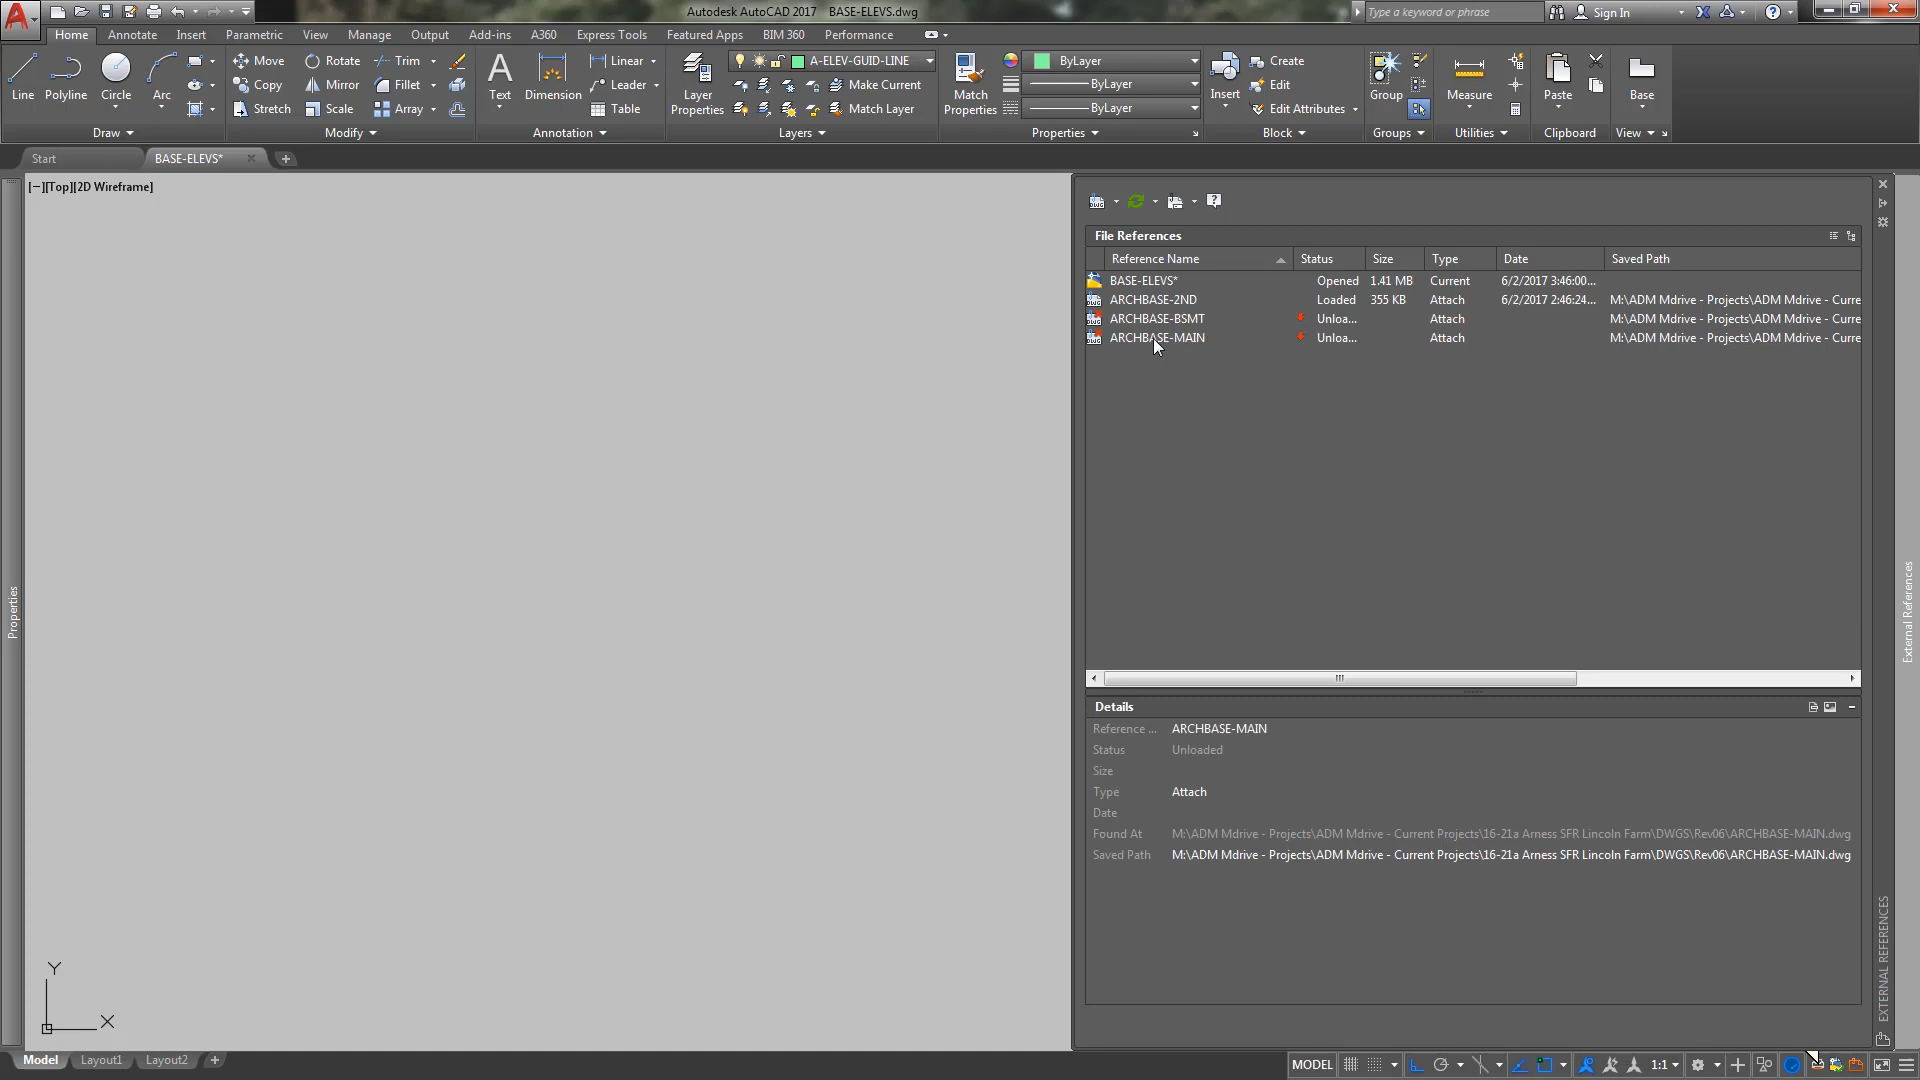 Autodesk AutoCAD 2017 BASE-ELEVS.dwg
Type a keyword or phrase
Sign In
Home Annotate Insert Parametric View Manage Output Add-ins A360 Express Tools Featured Apps BIM 360 Performance
Line Polyline Circle Arc
Draw
Move Rotate Trim
Copy Mirror Fillet
Stretch Scale Array
Modify
Text Dimension
Linear
Leader
Table
Annotation
Layer Properties
A-ELEV-GUID-LINE
Make Current
Match Layer
Layers
Match Properties
ByLayer
ByLayer
ByLayer
Properties
Insert
Create
Edit
Edit Attributes
Block
Group
Groups
Measure
Utilities
Paste
Clipboard
Base
View
Start BASE-ELEVS*
[−][Top][2D Wireframe]
Properties
File References
Reference Name Status Size Type Date Saved Path
BASE-ELEVS* Opened 1.41 MB Current 6/2/2017 3:46:00...
ARCHBASE-2ND Loaded 355 KB Attach 6/2/2017 2:46:24... M:\ADM Mdrive - Projects\ADM Mdrive - Curre
ARCHBASE-BSMT Unloa... Attach M:\ADM Mdrive - Projects\ADM Mdrive - Curre
ARCHBASE-MAIN Unloa... Attach M:\ADM Mdrive - Projects\ADM Mdrive - Curre
Details
Reference ... ARCHBASE-MAIN
Status Unloaded
Size
Type Attach
Date
Found At M:\ADM Mdrive - Projects\ADM Mdrive - Current Projects\16-21a Arness SFR Lincoln Farm\DWGS\Rev06\ARCHBASE-MAIN.dwg
Saved Path M:\ADM Mdrive - Projects\ADM Mdrive - Current Projects\16-21a Arness SFR Lincoln Farm\DWGS\Rev06\ARCHBASE-MAIN.dwg
External References
EXTERNAL REFERENCES
Y
X
Model Layout1 Layout2
MODEL 1:1